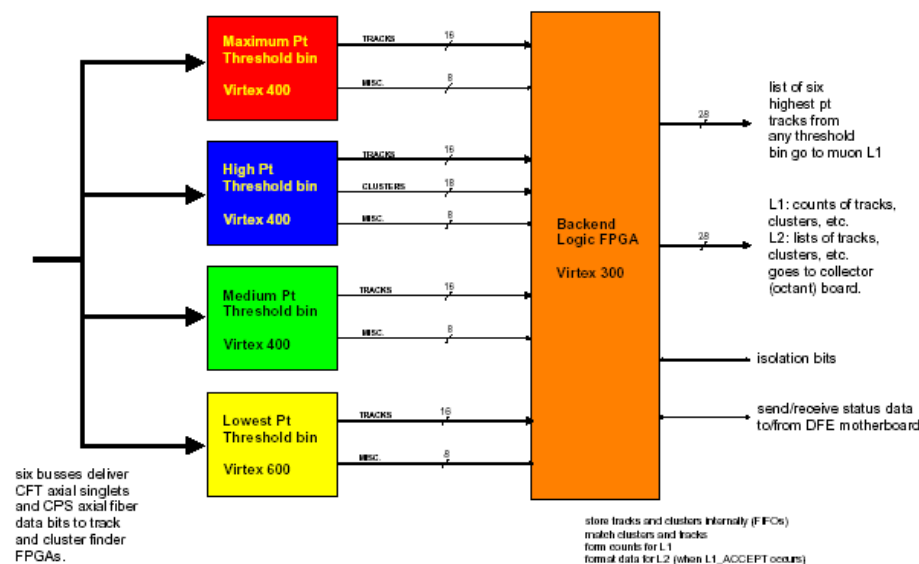 Maximum Pt
Threshold bin
Virtex 400
TRACKS
16
MISC.
8
High Pt
Threshold bin
Virtex 400
TRACKS
16
CLUSTERS
18
MISC.
8
Medium Pt
Threshold bin
Virtex 400
TRACKS
16
MISC.
8
Lowest Pt
Threshold bin
Virtex 600
TRACKS
16
MISC.
8
Backend
Logic FPGA
Virtex 300
28
list of six
highest pt
tracks from
any threshold
bin go to muon L1
28
L1: counts of tracks,
clusters, etc.
L2: lists of tracks,
clusters, etc.
goes to collector
(octant) board.
isolation bits
send/receive status data
to/from DFE motherboard
six busses deliver
CFT axial singlets
and CPS axial fiber
data bits to track
and cluster finder
FPGAs.
store tracks and clusters internally (FIFOs)
match clusters and tracks
form counts for L1
format data for L2 (when L1_ACCEPT occurs)